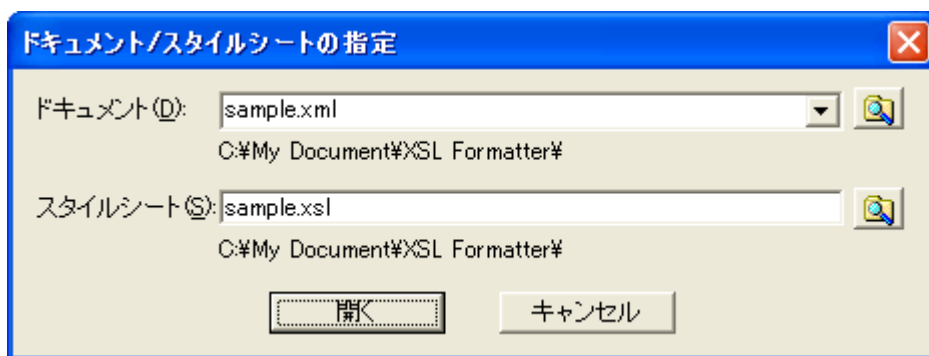 ドキュメント/スタイルシートの指定
ドキュメント(D): sample.xml
C:¥My Document¥XSL Formatter¥
スタイルシート(S): sample.xsl
C:¥My Document¥XSL Formatter¥
開く キャンセル